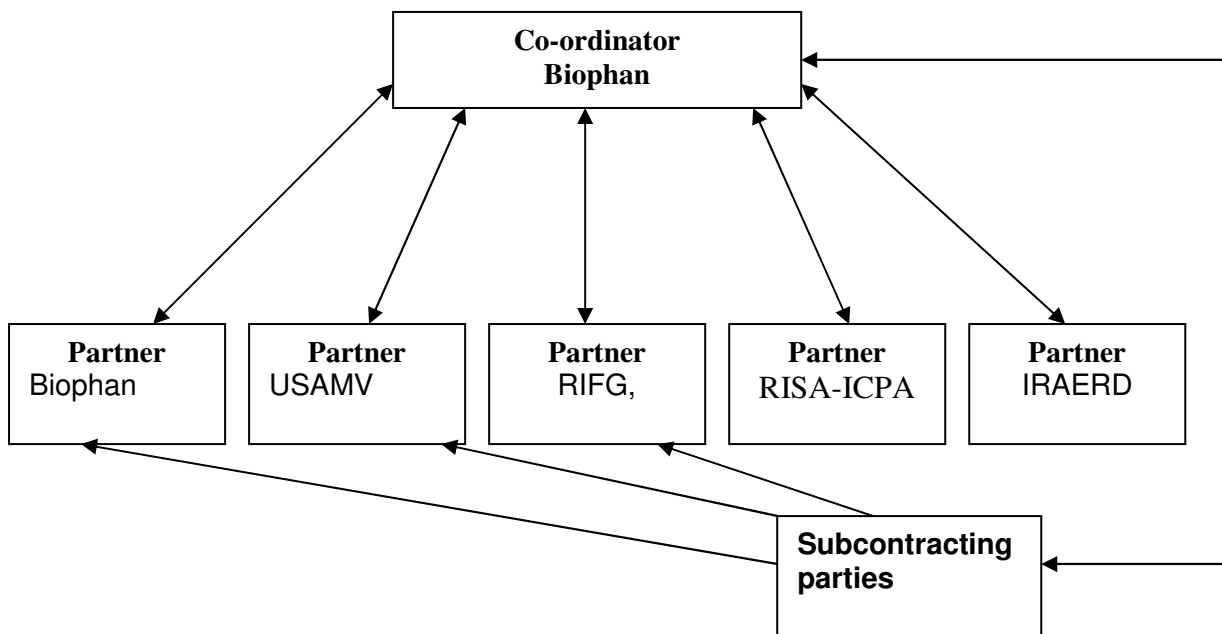 Co-ordinator
Biophan
Partner
Biophan
Partner
USAMV
Partner
RIFG,
Partner
RISA-ICPA
Partner
IRAERD
Subcontracting
parties